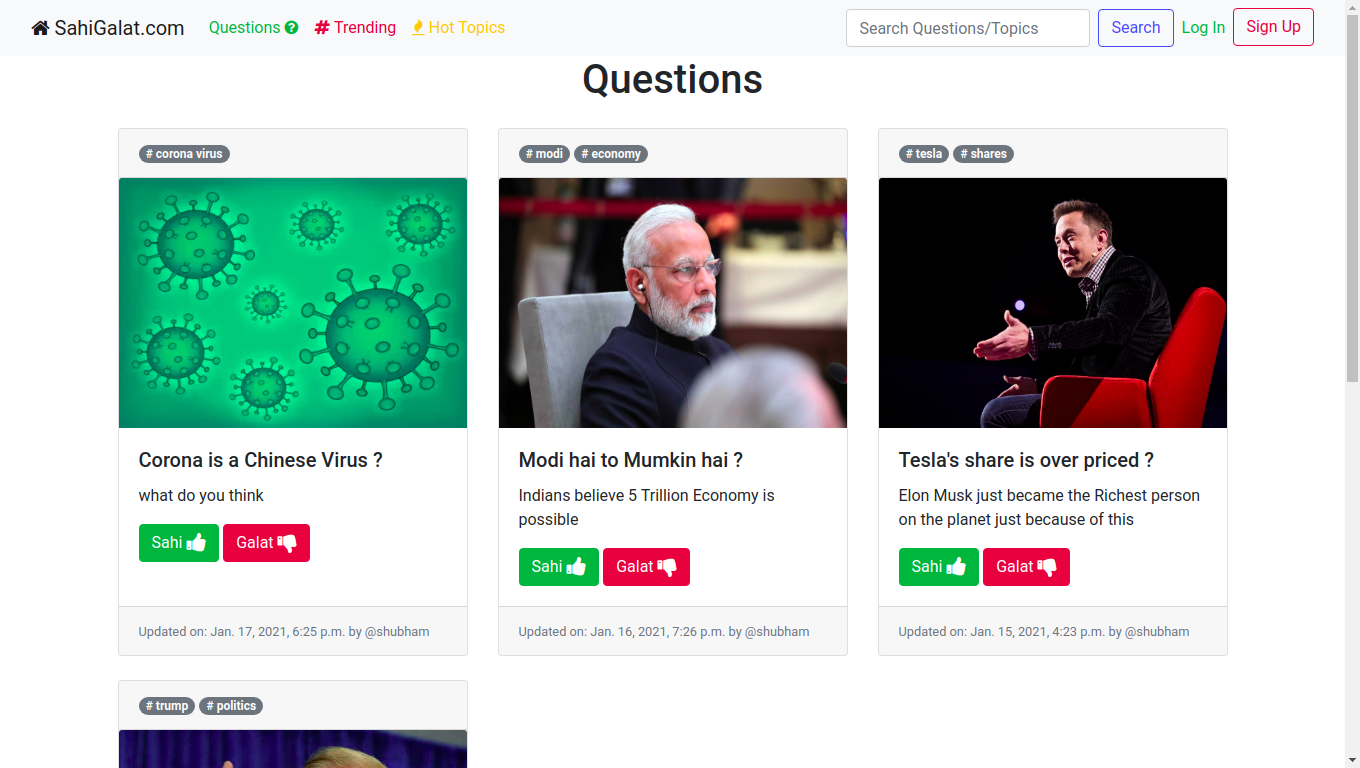 SahiGalat.com Questions Trending Hot Topics Search Questions/Topics Search Log In Sign Up
Questions
# corona virus
Corona is a Chinese Virus ?
what do you think
Sahi Galat
Updated on: Jan. 17, 2021, 6:25 p.m. by @shubham
# modi # economy
Modi hai to Mumkin hai ?
Indians believe 5 Trillion Economy is
possible
Sahi Galat
Updated on: Jan. 16, 2021, 7:26 p.m. by @shubham
# tesla # shares
Tesla's share is over priced ?
Elon Musk just became the Richest person
on the planet just because of this
Sahi Galat
Updated on: Jan. 15, 2021, 4:23 p.m. by @shubham
# trump # politics